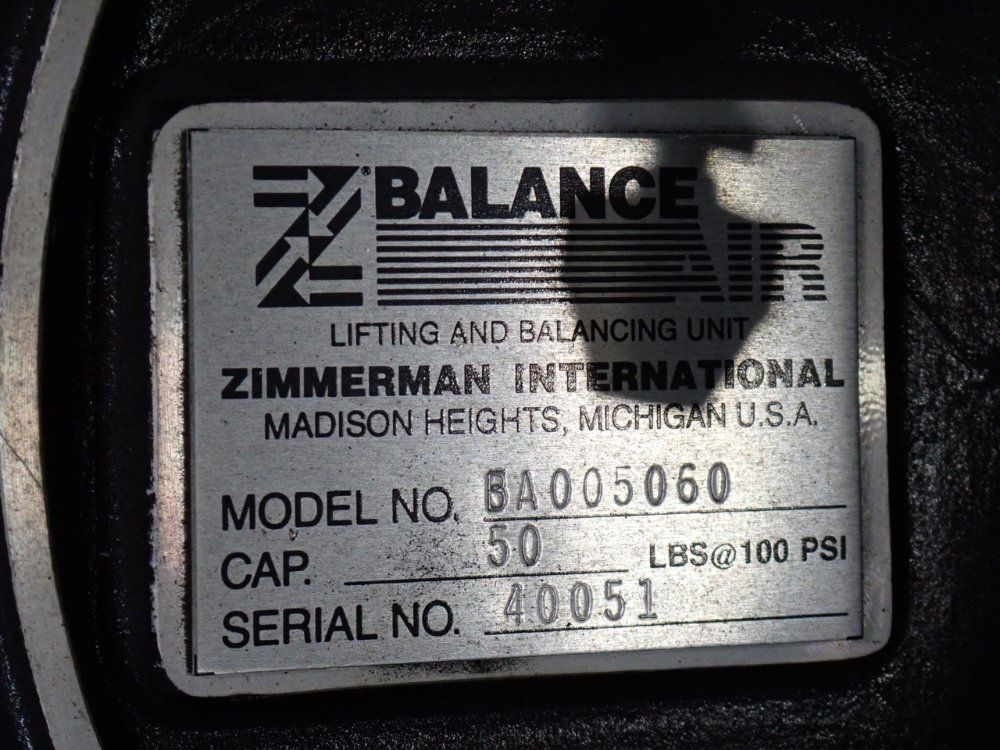 Z® BALANCE
AIR
LIFTING AND BALANCING UNIT
ZIMMERMAN INTERNATIONAL
MADISON HEIGHTS, MICHIGAN U.S.A.
MODEL NO. BA005060
CAP. 50 LBS@100 PSI
SERIAL NO. 40051